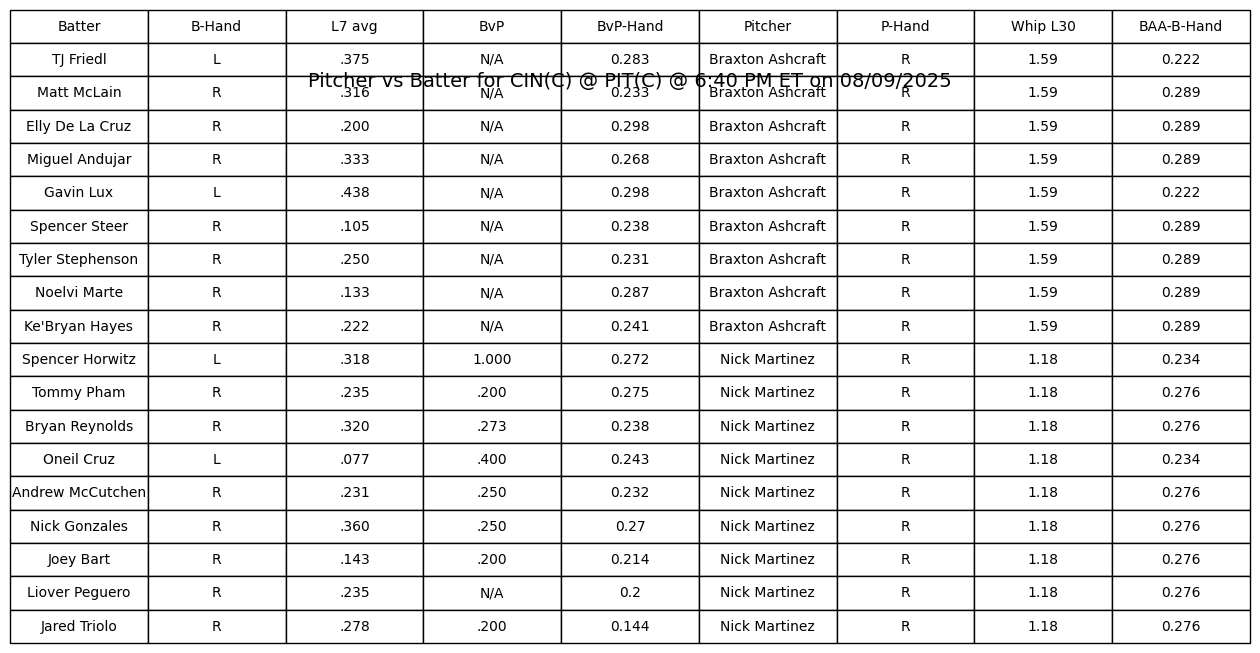 Batter B-Hand L7 avg BvP BvP-Hand Pitcher P-Hand Whip L30 BAA-B-Hand
TJ Friedl L .375 N/A 0.283 Braxton Ashcraft R 1.59 0.222
Pitcher vs Batter for CIN(C) @ PIT(C) @ 6:40 PM ET on 08/09/2025
Matt McLain R .316 N/A 0.233 Braxton Ashcraft R 1.59 0.289
Elly De La Cruz R .200 N/A 0.298 Braxton Ashcraft R 1.59 0.289
Miguel Andujar R .333 N/A 0.268 Braxton Ashcraft R 1.59 0.289
Gavin Lux L .438 N/A 0.298 Braxton Ashcraft R 1.59 0.222
Spencer Steer R .105 N/A 0.238 Braxton Ashcraft R 1.59 0.289
Tyler Stephenson R .250 N/A 0.231 Braxton Ashcraft R 1.59 0.289
Noelvi Marte R .133 N/A 0.287 Braxton Ashcraft R 1.59 0.289
Ke'Bryan Hayes R .222 N/A 0.241 Braxton Ashcraft R 1.59 0.289
Spencer Horwitz L .318 1.000 0.272 Nick Martinez R 1.18 0.234
Tommy Pham R .235 .200 0.275 Nick Martinez R 1.18 0.276
Bryan Reynolds R .320 .273 0.238 Nick Martinez R 1.18 0.276
Oneil Cruz L .077 .400 0.243 Nick Martinez R 1.18 0.234
Andrew McCutchen R .231 .250 0.232 Nick Martinez R 1.18 0.276
Nick Gonzales R .360 .250 0.27 Nick Martinez R 1.18 0.276
Joey Bart R .143 .200 0.214 Nick Martinez R 1.18 0.276
Liover Peguero R .235 N/A 0.2 Nick Martinez R 1.18 0.276
Jared Triolo R .278 .200 0.144 Nick Martinez R 1.18 0.276